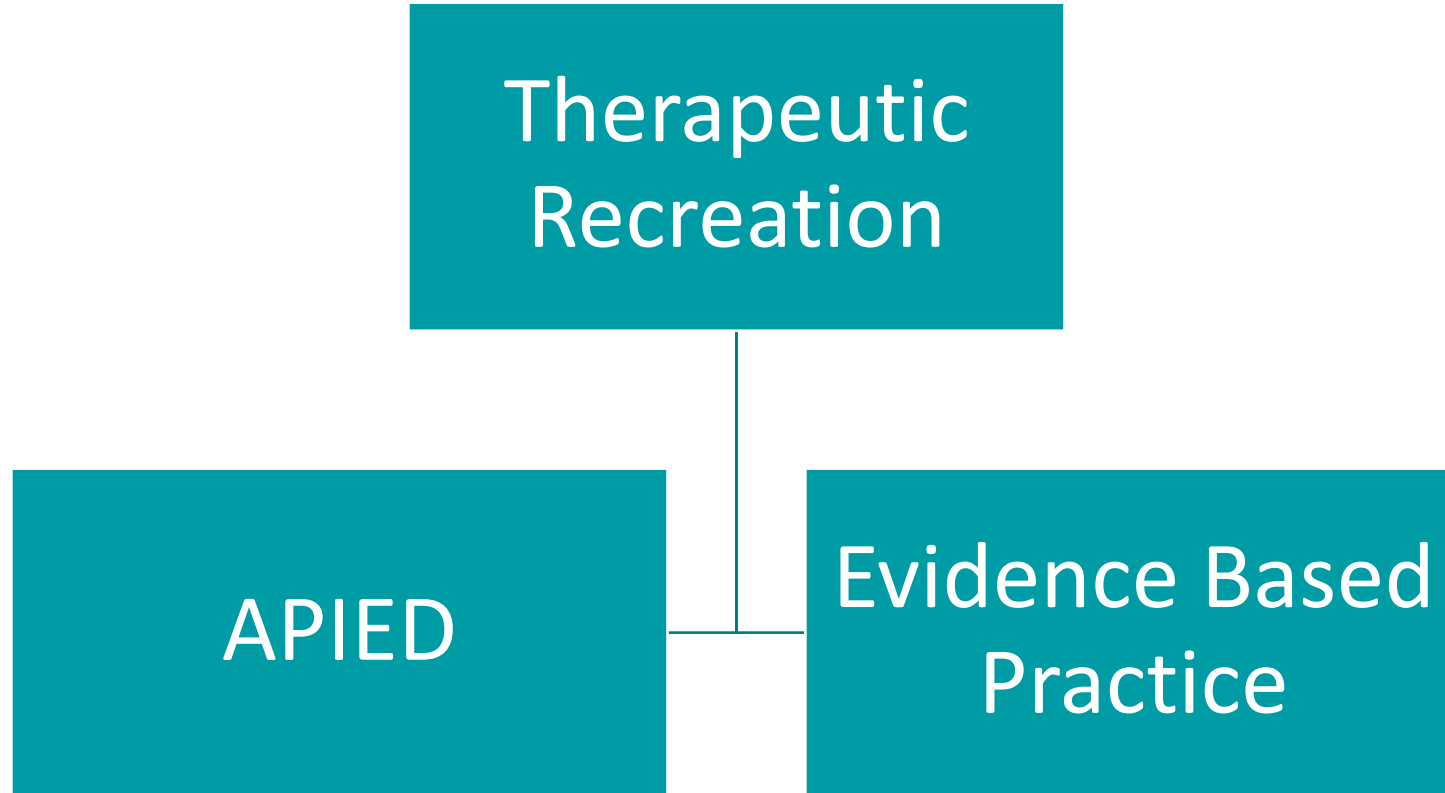 Therapeutic
Recreation
APIED
Evidence Based
Practice